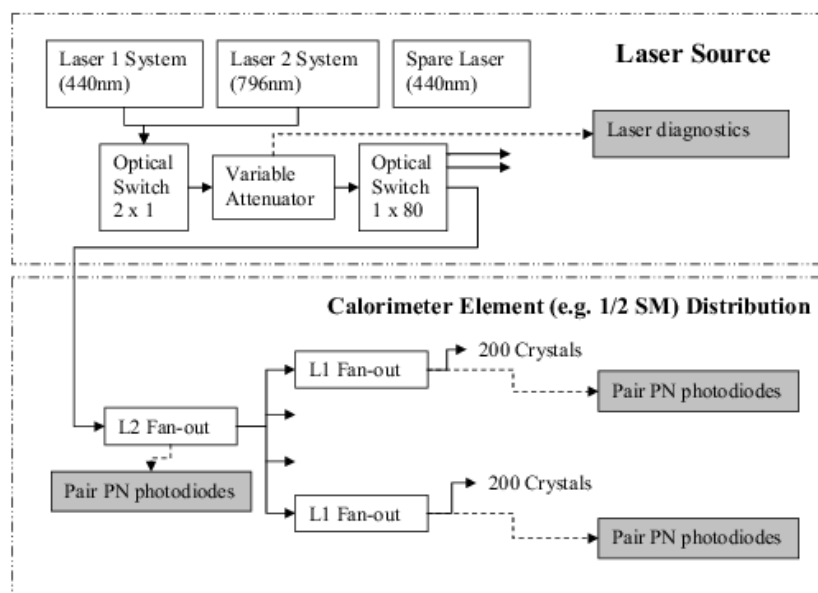 Laser 1 System
(440nm)
Laser 2 System
(796nm)
Spare Laser
(440nm)
Laser Source
Laser diagnostics
Optical
Switch
2 x 1
Variable
Attenuator
Optical
Switch
1 x 80
Calorimeter Element (e.g. 1/2 SM) Distribution
L1 Fan-out
200 Crystals
Pair PN photodiodes
L2 Fan-out
Pair PN photodiodes
L1 Fan-out
200 Crystals
Pair PN photodiodes